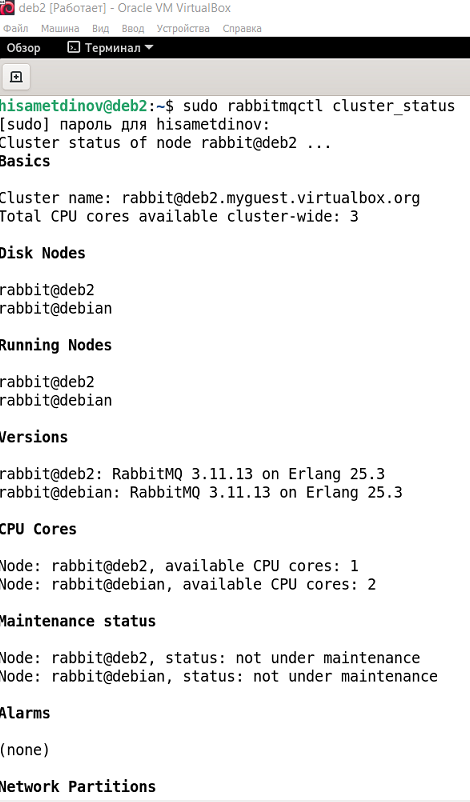 deb2 [Работает] - Oracle VM VirtualBox
Файл Машина Вид Ввод Устройства Справка
Обзор Терминал
hisametdinov@deb2:~$ sudo rabbitmqctl cluster_status
[sudo] пароль для hisametdinov:
Cluster status of node rabbit@deb2 ...
Basics
Cluster name: rabbit@deb2.myguest.virtualbox.org
Total CPU cores available cluster-wide: 3
Disk Nodes
rabbit@deb2
rabbit@debian
Running Nodes
rabbit@deb2
rabbit@debian
Versions
rabbit@deb2: RabbitMQ 3.11.13 on Erlang 25.3
rabbit@debian: RabbitMQ 3.11.13 on Erlang 25.3
CPU Cores
Node: rabbit@deb2, available CPU cores: 1
Node: rabbit@debian, available CPU cores: 2
Maintenance status
Node: rabbit@deb2, status: not under maintenance
Node: rabbit@debian, status: not under maintenance
Alarms
(none)
Network Partitions